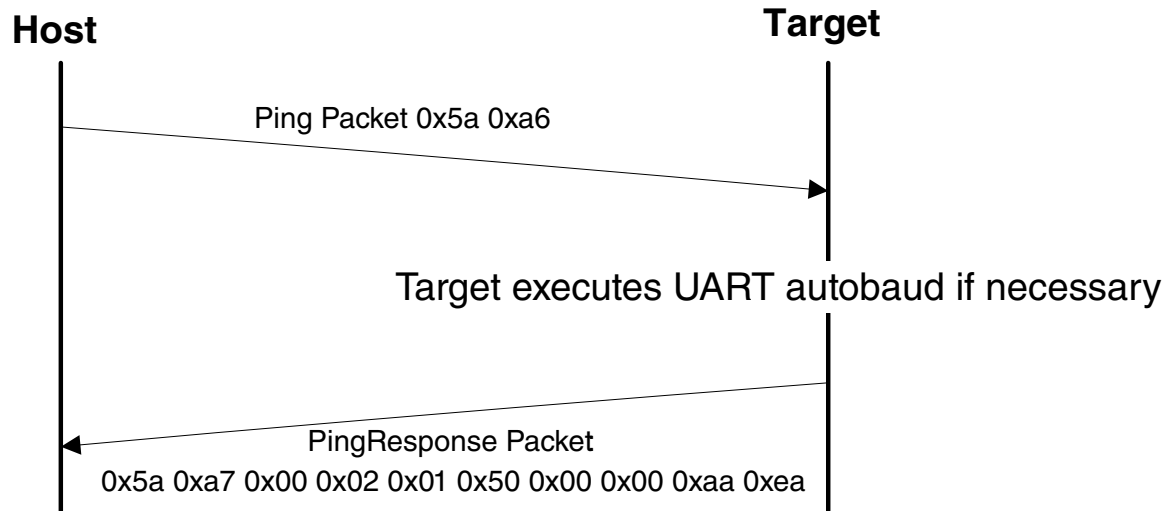 Host
Target
Ping Packet 0x5a 0xa6
Target executes UART autobaud if necessary
PingResponse Packet
0x5a 0xa7 0x00 0x02 0x01 0x50 0x00 0x00 0xaa 0xea